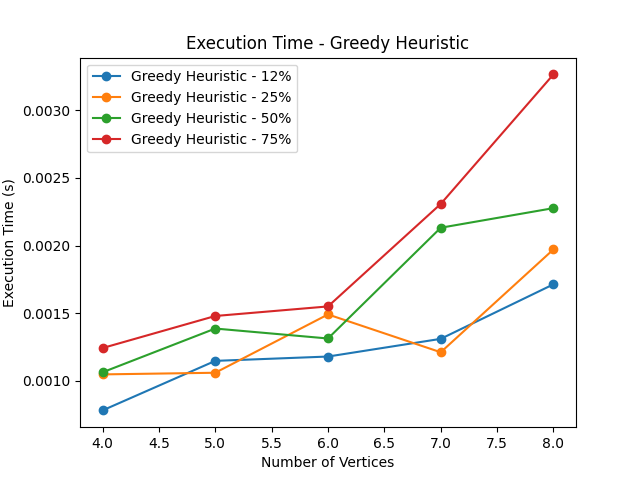 Execution Time - Greedy Heuristic
Greedy Heuristic - 12%
Greedy Heuristic - 25%
Greedy Heuristic - 50%
Greedy Heuristic - 75%
Execution Time (s)
0.0030
0.0025
0.0020
0.0015
0.0010
4.0 4.5 5.0 5.5 6.0 6.5 7.0 7.5 8.0
Number of Vertices